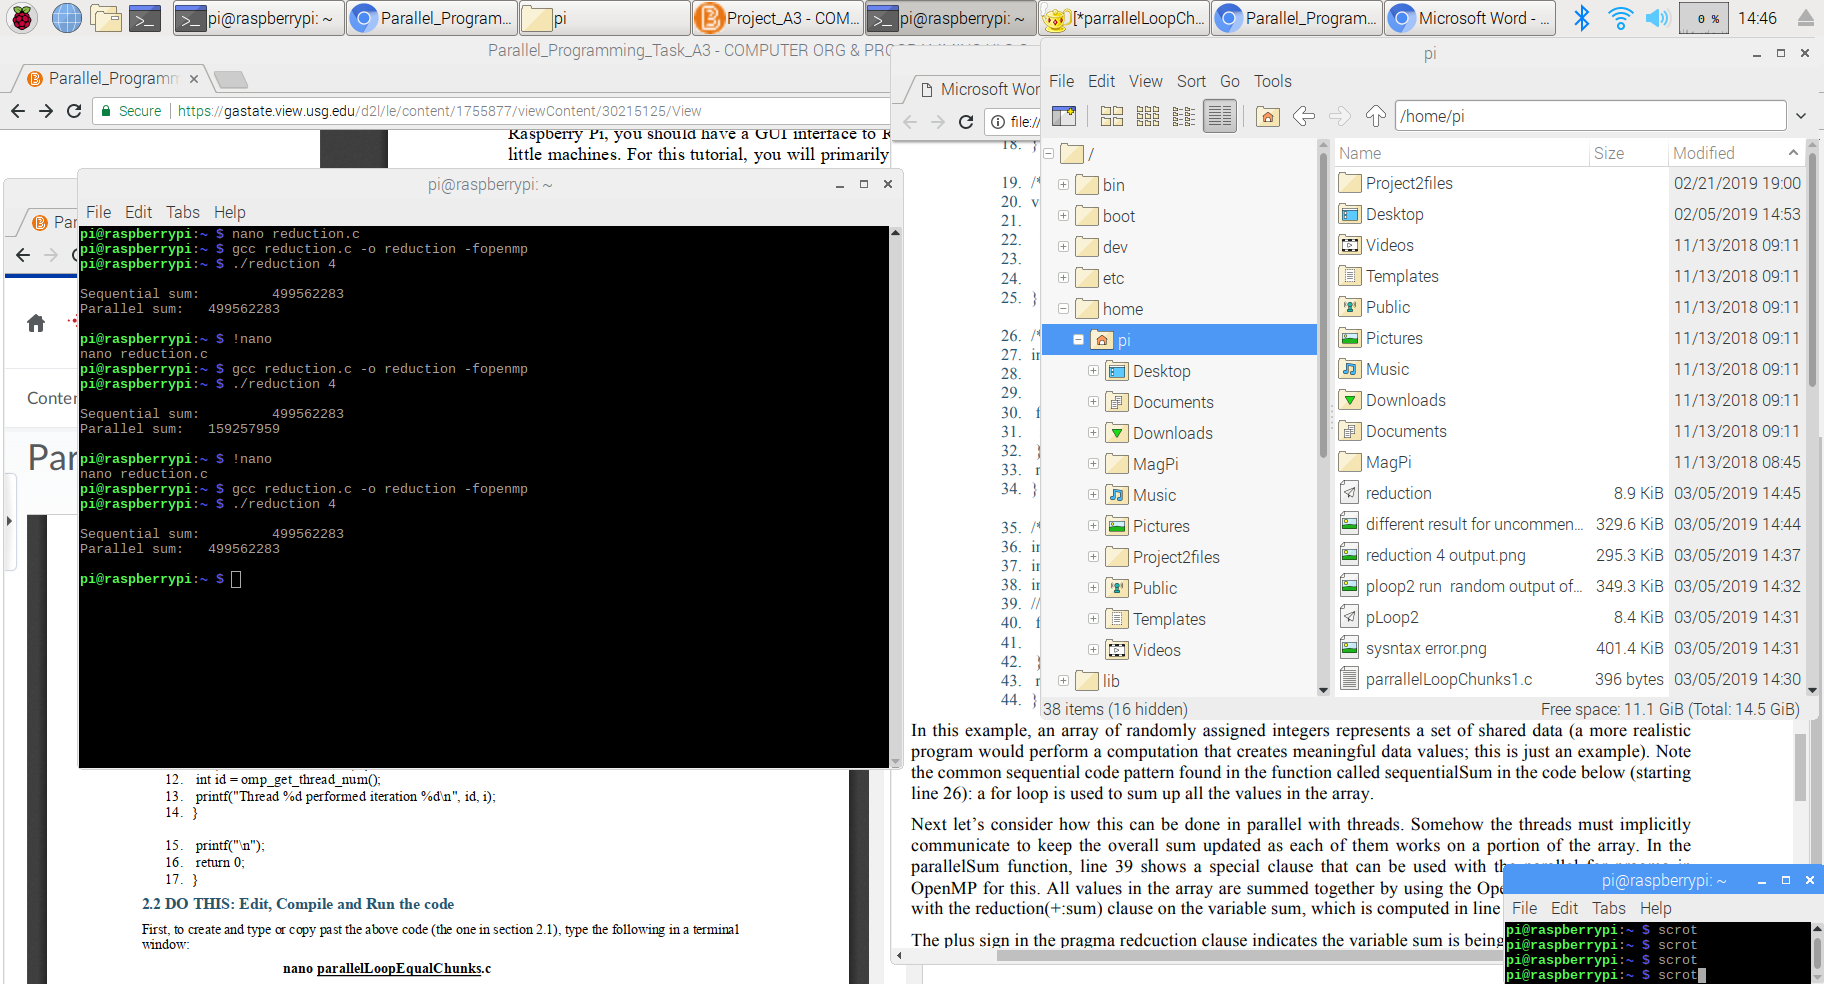 pi@raspberrypi: ~
Parallel_Program...
pi
Project_A3 - COM...
pi@raspberrypi: ~
[*parrallelLoopCh...
Parallel_Program...
Microsoft Word - ...
0 %
14:46
Parallel_Programming_Task_A3 - COMPUTER ORG & PROGRAMMING
Parallel_Programm
Secure
https://gastate.view.usg.edu/d2l/le/content/1755877/viewContent/30215125/View
Raspberry Pi, you should have a GUI interface to R
little machines. For this tutorial, you will primarily
Par
Conter
Par
pi@raspberrypi: ~
File Edit Tabs Help
pi@raspberrypi:~ $ nano reduction.c
pi@raspberrypi:~ $ gcc reduction.c -o reduction -fopenmp
pi@raspberrypi:~ $ ./reduction 4
Sequential sum: 499562283
Parallel sum: 499562283
pi@raspberrypi:~ $ !nano
nano reduction.c
pi@raspberrypi:~ $ gcc reduction.c -o reduction -fopenmp
pi@raspberrypi:~ $ ./reduction 4
Sequential sum: 499562283
Parallel sum: 159257959
pi@raspberrypi:~ $ !nano
nano reduction.c
pi@raspberrypi:~ $ gcc reduction.c -o reduction -fopenmp
pi@raspberrypi:~ $ ./reduction 4
Sequential sum: 499562283
Parallel sum: 499562283
pi@raspberrypi:~ $
12. int id = omp_get_thread_num();
13. printf("Thread %d performed iteration %d\n", id, i);
14. }
15. printf("\n");
16. return 0;
17. }
2.2 DO THIS: Edit, Compile and Run the code
First, to create and type or copy past the above code (the one in section 2.1), type the following in a terminal
window:
nano parallelLoopEqualChunks.c
Microsoft Wor
file://
18. }
19. /*
20. v
21.
22.
23.
24.
25. }
26. /*
27. in
28.
29.
30. f
31.
32. }
33. r
34. }
35. /*
36. in
37. in
38. in
39. //
40. f
41.
42. }
43. r
44. }
In this example, an array of randomly assigned integers represents a set of shared data (a more realistic
program would perform a computation that creates meaningful data values; this is just an example). Note
the common sequential code pattern found in the function called sequentialSum in the code below (starting
line 26): a for loop is used to sum up all the values in the array.
Next let's consider how this can be done in parallel with threads. Somehow the threads must implicitly
communicate to keep the overall sum updated as each of them works on a portion of the array. In the
parallelSum function, line 39 shows a special clause that can be used with the parallel for pragma in
OpenMP for this. All values in the array are summed together by using the Ope
with the reduction(+:sum) clause on the variable sum, which is computed in line
The plus sign in the pragma redcuction clause indicates the variable sum is being
pi
File Edit View Sort Go Tools
/home/pi
/
bin
boot
dev
etc
home
pi
Desktop
Documents
Downloads
MagPi
Music
Pictures
Project2files
Public
Templates
Videos
lib
Name Size Modified
Project2files 02/21/2019 19:00
Desktop 02/05/2019 14:53
Videos 11/13/2018 09:11
Templates 11/13/2018 09:11
Public 11/13/2018 09:11
Pictures 11/13/2018 09:11
Music 11/13/2018 09:11
Downloads 11/13/2018 09:11
Documents 11/13/2018 09:11
MagPi 11/13/2018 08:45
reduction 8.9 KiB 03/05/2019 14:45
different result for uncommen... 329.6 KiB 03/05/2019 14:44
reduction 4 output.png 295.3 KiB 03/05/2019 14:37
ploop2 run random output of... 349.3 KiB 03/05/2019 14:32
pLoop2 8.4 KiB 03/05/2019 14:31
sysntax error.png 401.4 KiB 03/05/2019 14:31
parrallelLoopChunks1.c 396 bytes 03/05/2019 14:30
38 items (16 hidden) Free space: 11.1 GiB (Total: 14.5 GiB)
pi@raspberrypi: ~
File Edit Tabs Help
pi@raspberrypi:~ $ scrot
pi@raspberrypi:~ $ scrot
pi@raspberrypi:~ $ scrot
pi@raspberrypi:~ $ scrot